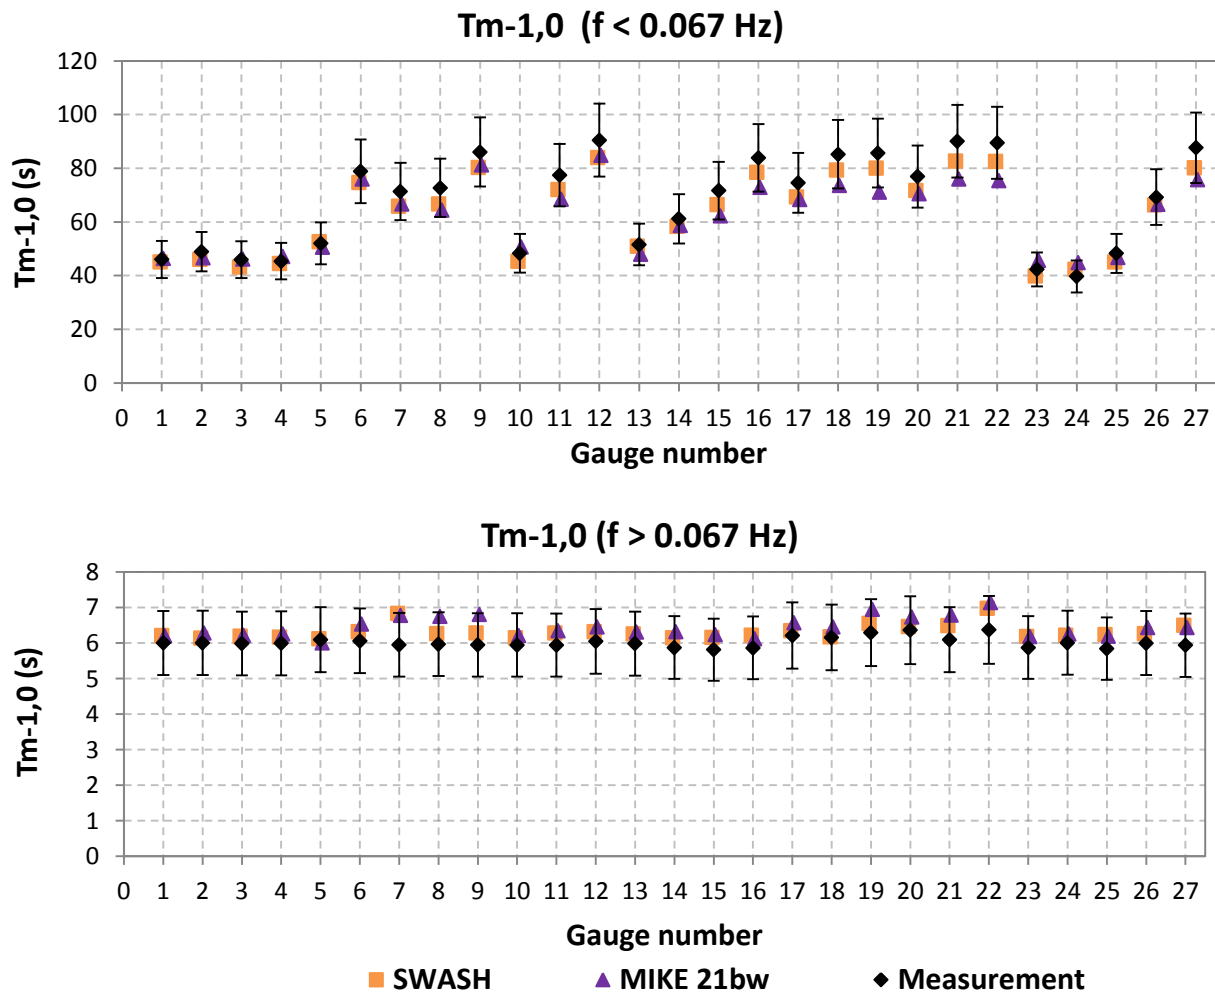 Tm-1,0 (f < 0.067 Hz)
120
100
80
60
40
20
0
Tm-1,0 (s)
0 1 2 3 4 5 6 7 8 9 10 11 12 13 14 15 16 17 18 19 20 21 22 23 24 25 26 27
Gauge number
Tm-1,0 (f > 0.067 Hz)
8
7
6
5
4
3
2
1
0
Tm-1,0 (s)
0 1 2 3 4 5 6 7 8 9 10 11 12 13 14 15 16 17 18 19 20 21 22 23 24 25 26 27
Gauge number
SWASH MIKE 21bw Measurement